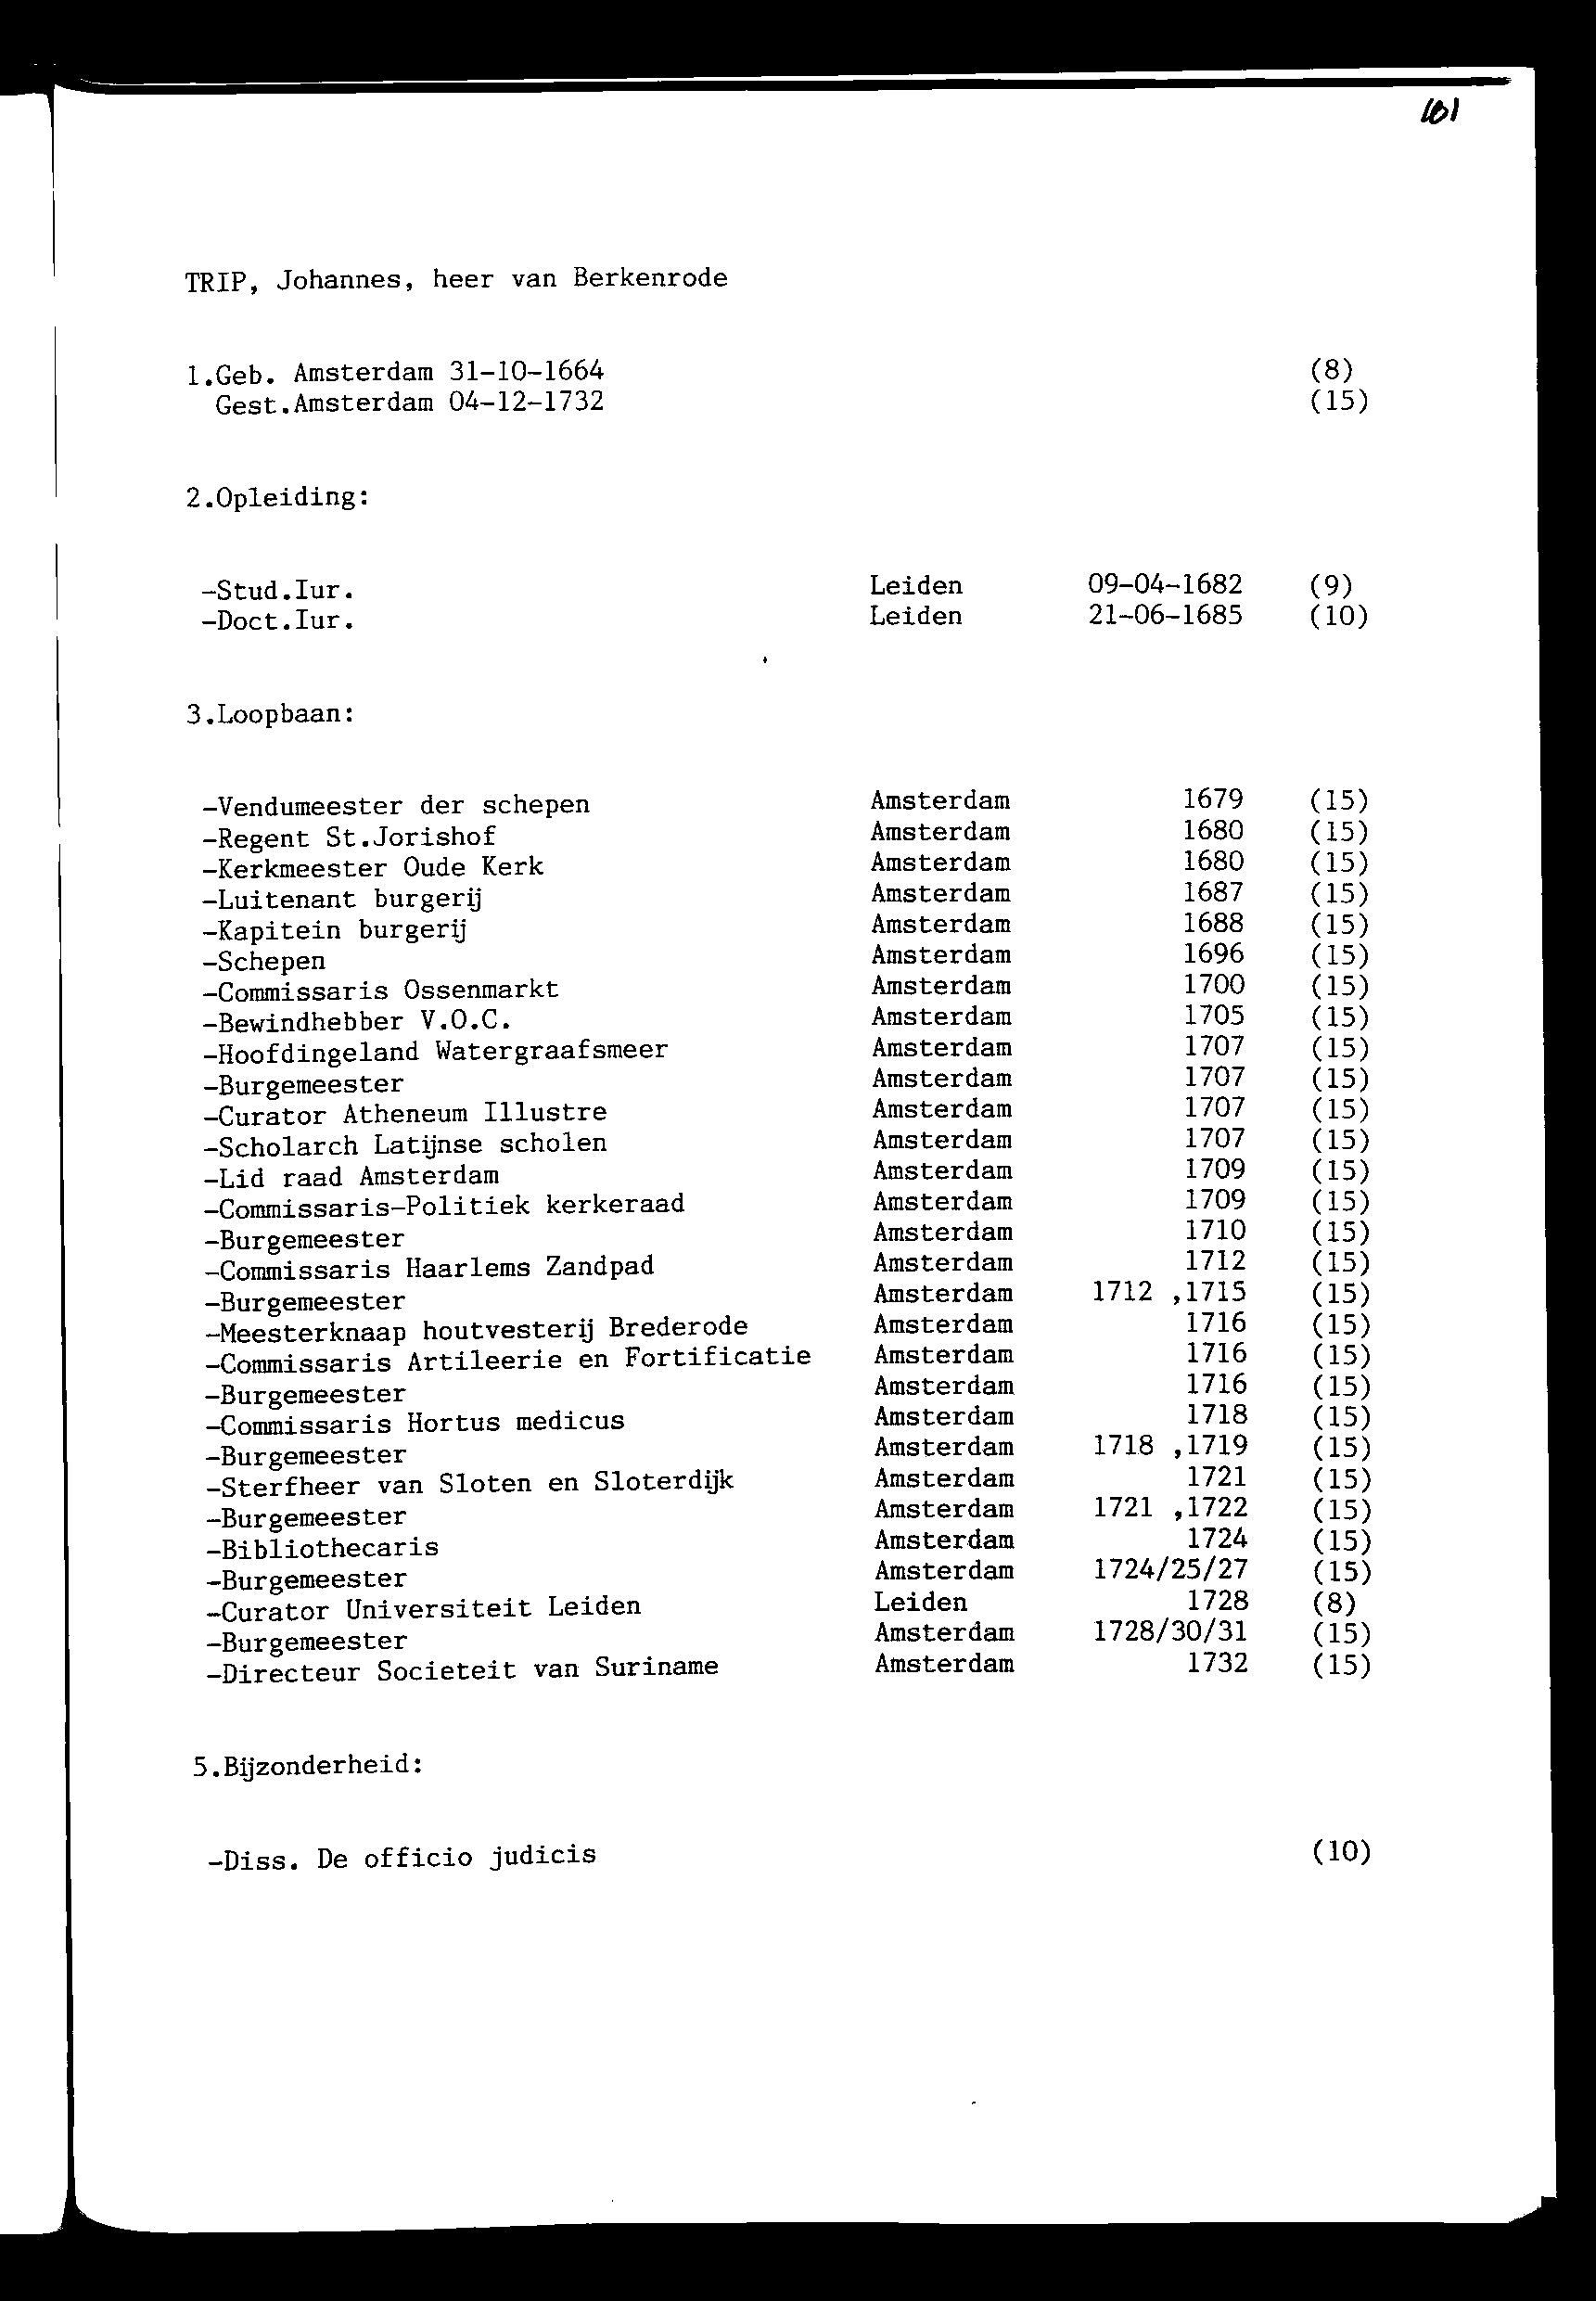 161
TRIP, Johannes, heer van Berkenrode
1.Geb. Amsterdam 31-10-1664 (8)
Gest.Amsterdam 04-12-1732 (15)
2.Opleiding:
-Stud.Iur. Leiden 09-04-1682 (9)
-Doct.Iur. Leiden 21-06-1685 (10)
3.Loopbaan:
-Vendumeester der schepen Amsterdam 1679 (15)
-Regent St.Jorishof Amsterdam 1680 (15)
-Kerkmeester Oude Kerk Amsterdam 1680 (15)
-Luitenant burgerij Amsterdam 1687 (15)
-Kapitein burgerij Amsterdam 1688 (15)
-Schepen Amsterdam 1696 (15)
-Commissaris Ossenmarkt Amsterdam 1700 (15)
-Bewindhebber V.O.C. Amsterdam 1705 (15)
-Hoofdingeland Watergraafsmeer Amsterdam 1707 (15)
-Burgemeester Amsterdam 1707 (15)
-Curator Atheneum Illustre Amsterdam 1707 (15)
-Scholarch Latijnse scholen Amsterdam 1707 (15)
-Lid raad Amsterdam Amsterdam 1709 (15)
-Commissaris-Politiek kerkeraad Amsterdam 1709 (15)
-Burgemeester Amsterdam 1710 (15)
-Commissaris Haarlems Zandpad Amsterdam 1712 (15)
-Burgemeester Amsterdam 1712 ,1715 (15)
-Meesterknaap houtvesterij Brederode Amsterdam 1716 (15)
-Commissaris Artileerie en Fortificatie Amsterdam 1716 (15)
-Burgemeester Amsterdam 1716 (15)
-Commissaris Hortus medicus Amsterdam 1718 (15)
-Burgemeester Amsterdam 1718 ,1719 (15)
-Sterfheer van Sloten en Sloterdijk Amsterdam 1721 (15)
-Burgemeester Amsterdam 1721 ,1722 (15)
-Bibliothecaris Amsterdam 1724 (15)
-Burgemeester Amsterdam 1724/25/27 (15)
-Curator Universiteit Leiden Leiden 1728 (8)
-Burgemeester Amsterdam 1728/30/31 (15)
-Directeur Societeit van Suriname Amsterdam 1732 (15)
5.Bijzonderheid:
-Diss. De officio judicis (10)